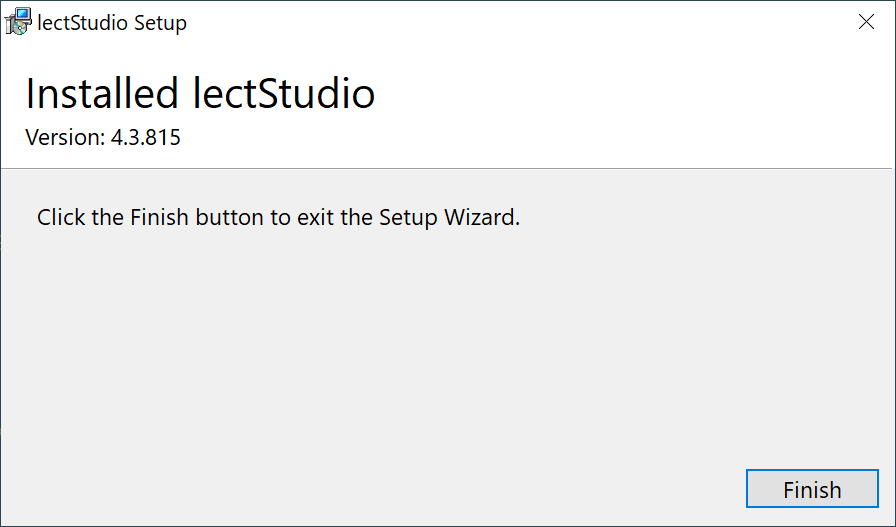 lectStudio Setup
Installed lectStudio
Version: 4.3.815
Click the Finish button to exit the Setup Wizard.
Finish